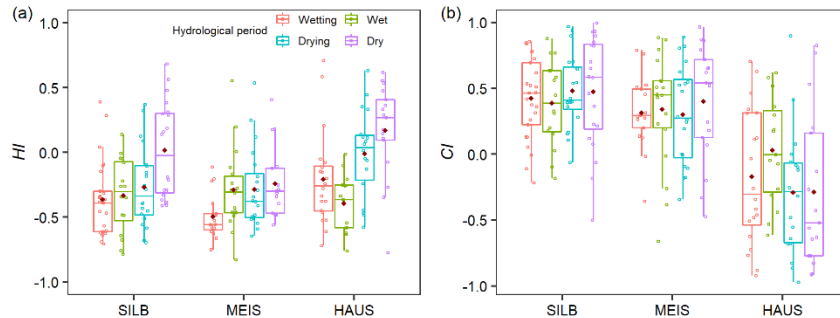 (a)
Hydrological period
Wetting
Wet
Drying
Dry
HI
1.0
0.5
0.0
-0.5
-1.0
SILB
MEIS
HAUS
(b)
CI
1.0
0.5
0.0
-0.5
-1.0
SILB
MEIS
HAUS